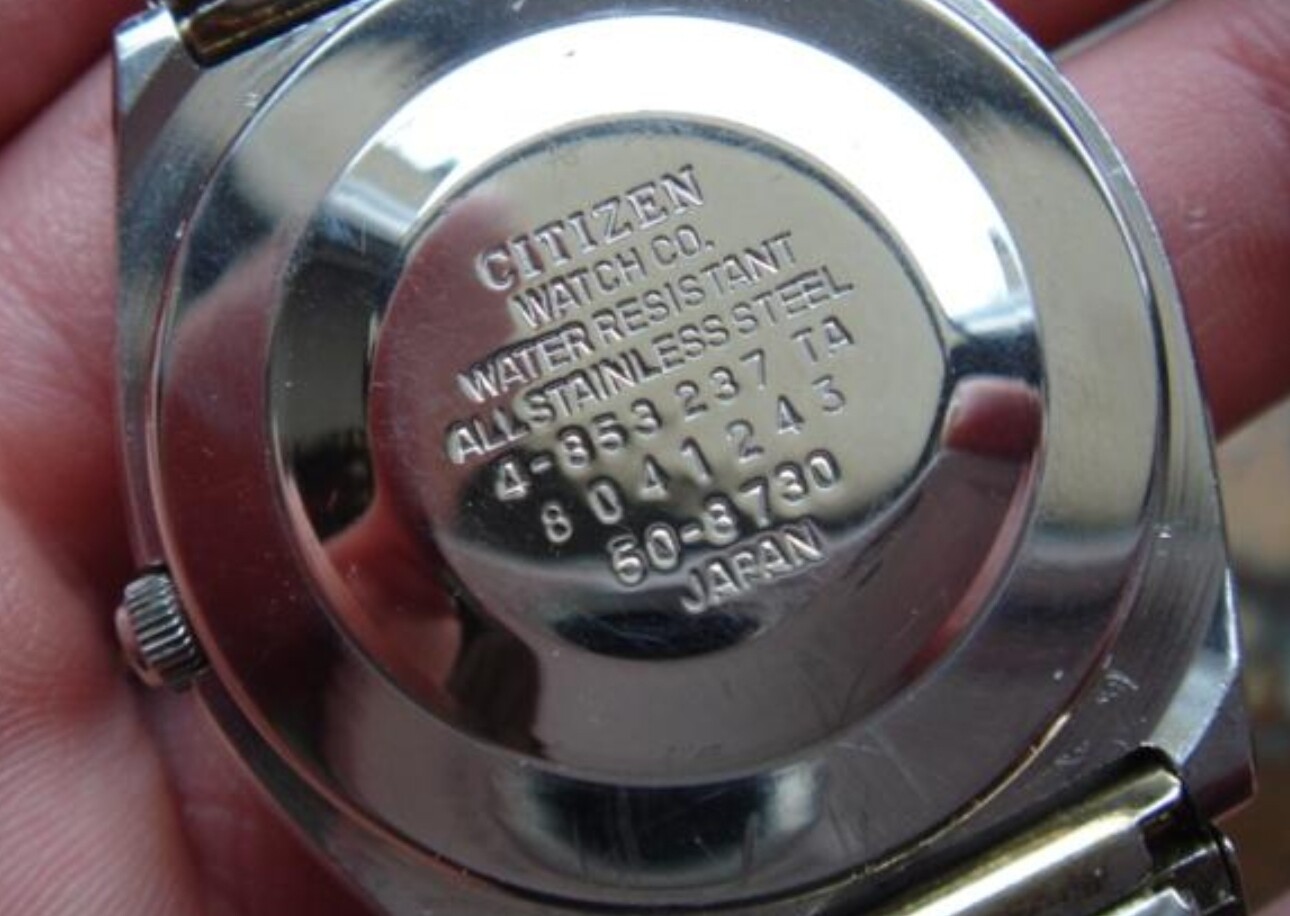 CITIZEN
WATCH CO.
WATER RESISTANT
ALL STAINLESS STEEL
4-853 237 TA
8 0 4 1 2 4 3
60-8730
JAPAN